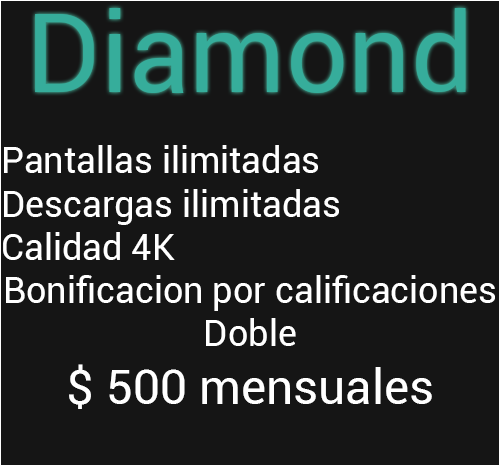 Diamond
Pantallas ilimitadas
Descargas ilimitadas
Calidad 4K
Bonificacion por calificaciones
Doble
$ 500 mensuales